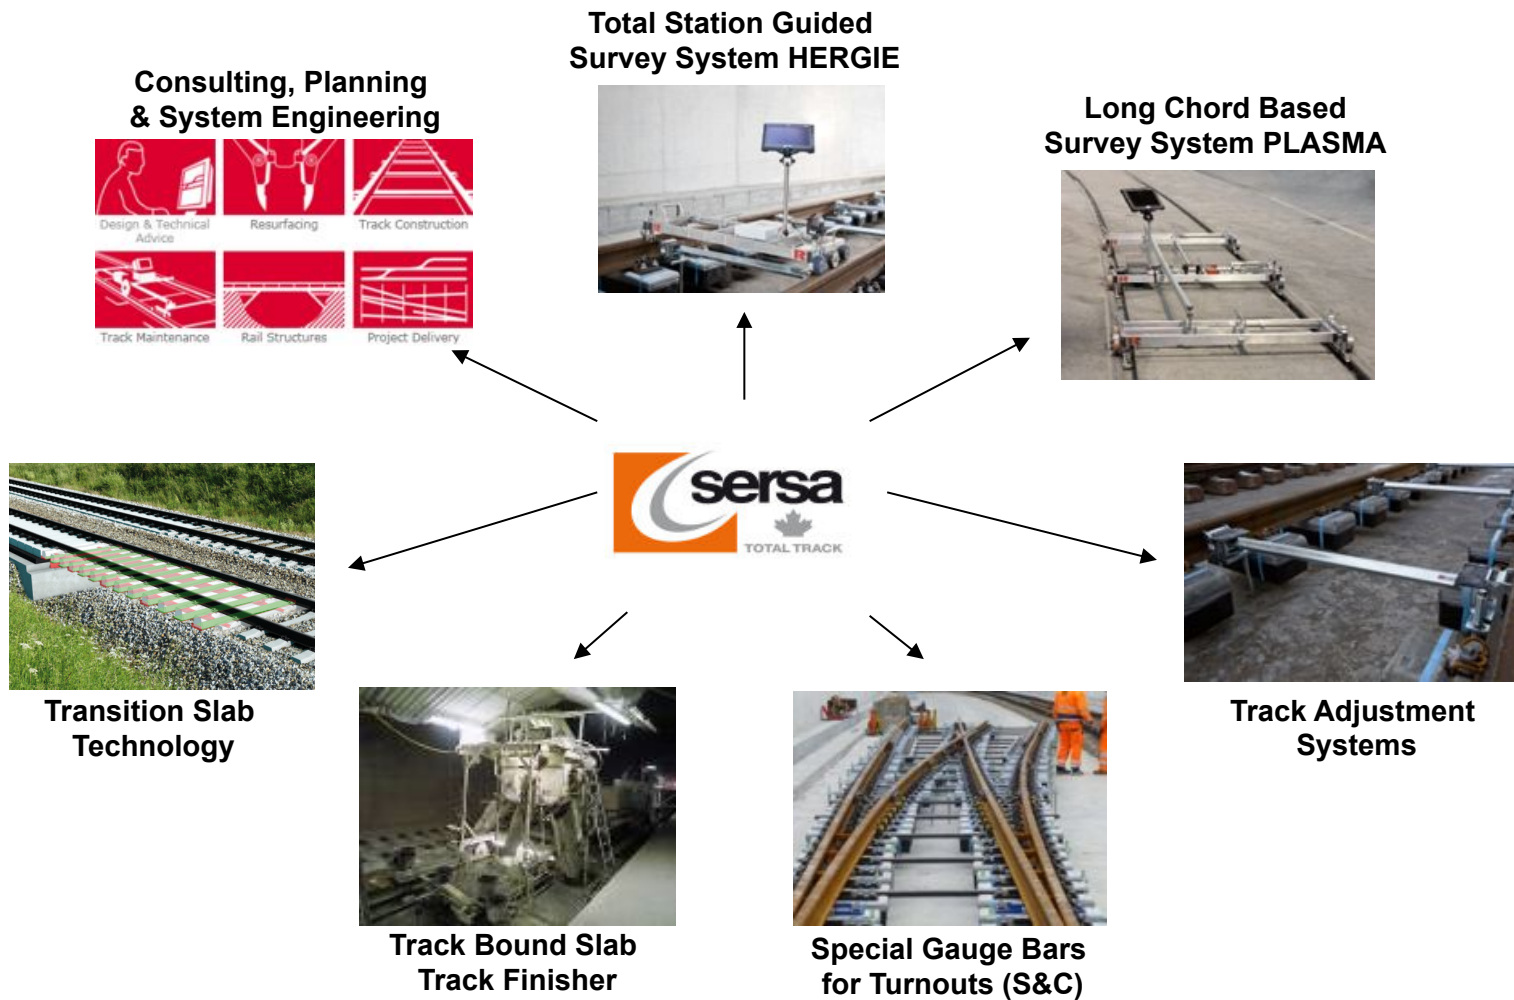 Total Station Guided
Survey System HERGIE
Consulting, Planning
& System Engineering
Long Chord Based
Survey System PLASMA
Design & Technical
Advice
Resurfacing
Track Construction
Track Maintenance
Rail Structures
Project Delivery
sersa
TOTAL TRACK
Transition Slab
Technology
Track Adjustment
Systems
Track Bound Slab
Track Finisher
Special Gauge Bars
for Turnouts (S&C)